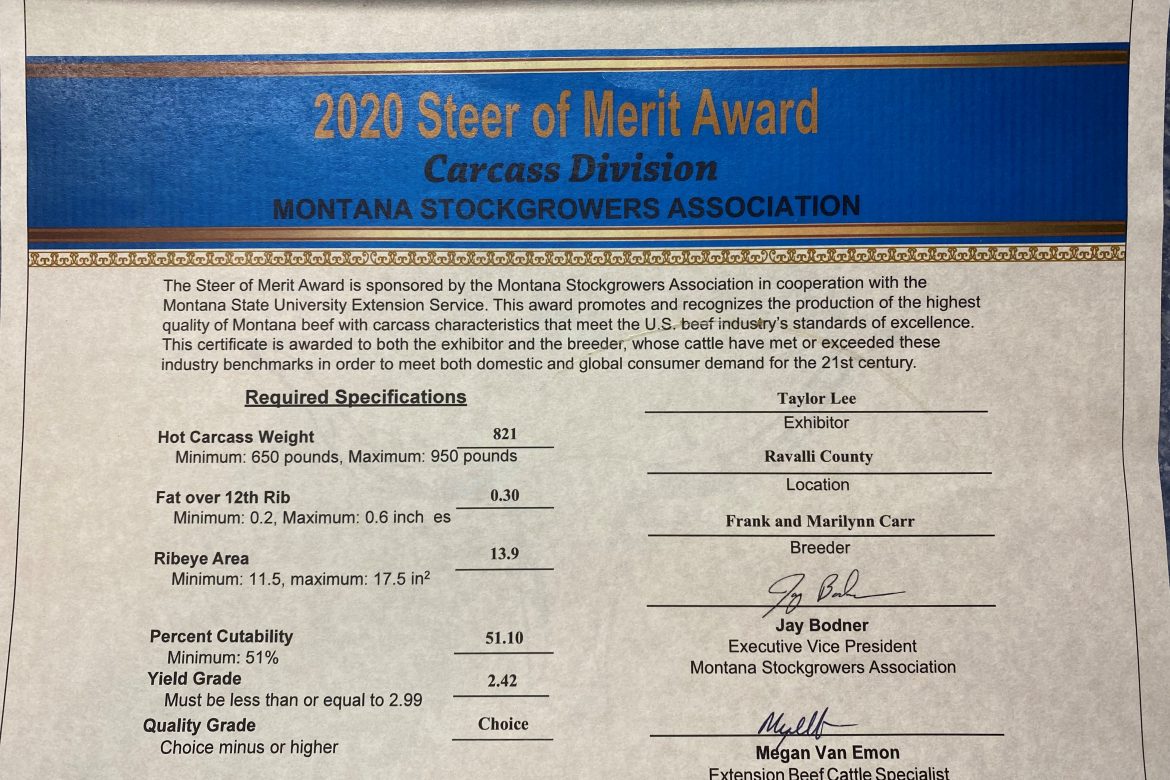 2020 Steer of Merit Award
Carcass Division
MONTANA STOCKGROWERS ASSOCIATION
The Steer of Merit Award is sponsored by the Montana Stockgrowers Association in cooperation with the
Montana State University Extension Service. This award promotes and recognizes the production of the highest
quality of Montana beef with carcass characteristics that meet the U.S. beef industry's standards of excellence.
This certificate is awarded to both the exhibitor and the breeder, whose cattle have met or exceeded these
industry benchmarks in order to meet both domestic and global consumer demand for the 21st century.
Required Specifications
Hot Carcass Weight 821
Minimum: 650 pounds, Maximum: 950 pounds
Fat over 12th Rib 0.30
Minimum: 0.2, Maximum: 0.6 inch es
Ribeye Area 13.9
Minimum: 11.5, maximum: 17.5 in²
Percent Cutability 51.10
Minimum: 51%
Yield Grade 2.42
Must be less than or equal to 2.99
Quality Grade Choice
Choice minus or higher
Taylor Lee
Exhibitor
Ravalli County
Location
Frank and Marilynn Carr
Breeder
Jay Bodner
Executive Vice President
Montana Stockgrowers Association
Megan Van Emon
Extension Beef Cattle Specialist